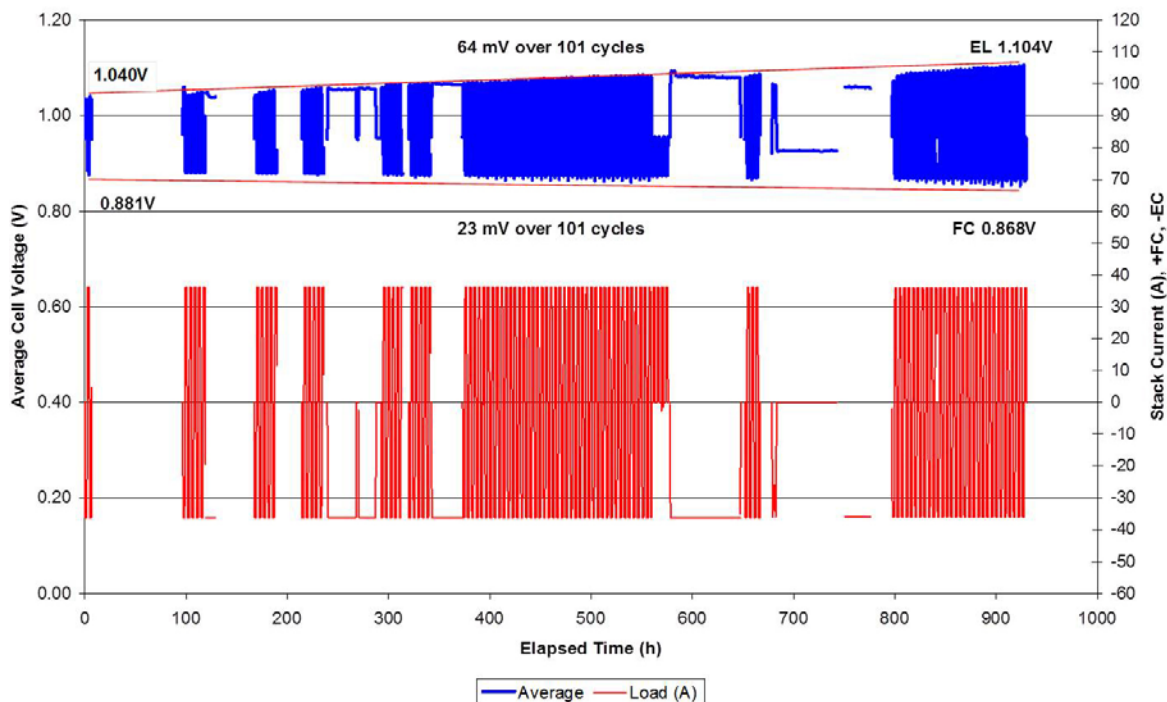 64 mV over 101 cycles
EL 1.104V
1.040V
0.881V
23 mV over 101 cycles
FC 0.868V
Average Cell Voltage (V)
1.20
1.00
0.80
0.60
0.40
0.20
0.00
Stack Current (A), +FC, -EC
120
110
100
90
80
70
60
50
40
30
20
10
0
-10
-20
-30
-40
-50
-60
0 100 200 300 400 500 600 700 800 900 1000
Elapsed Time (h)
Average Load (A)